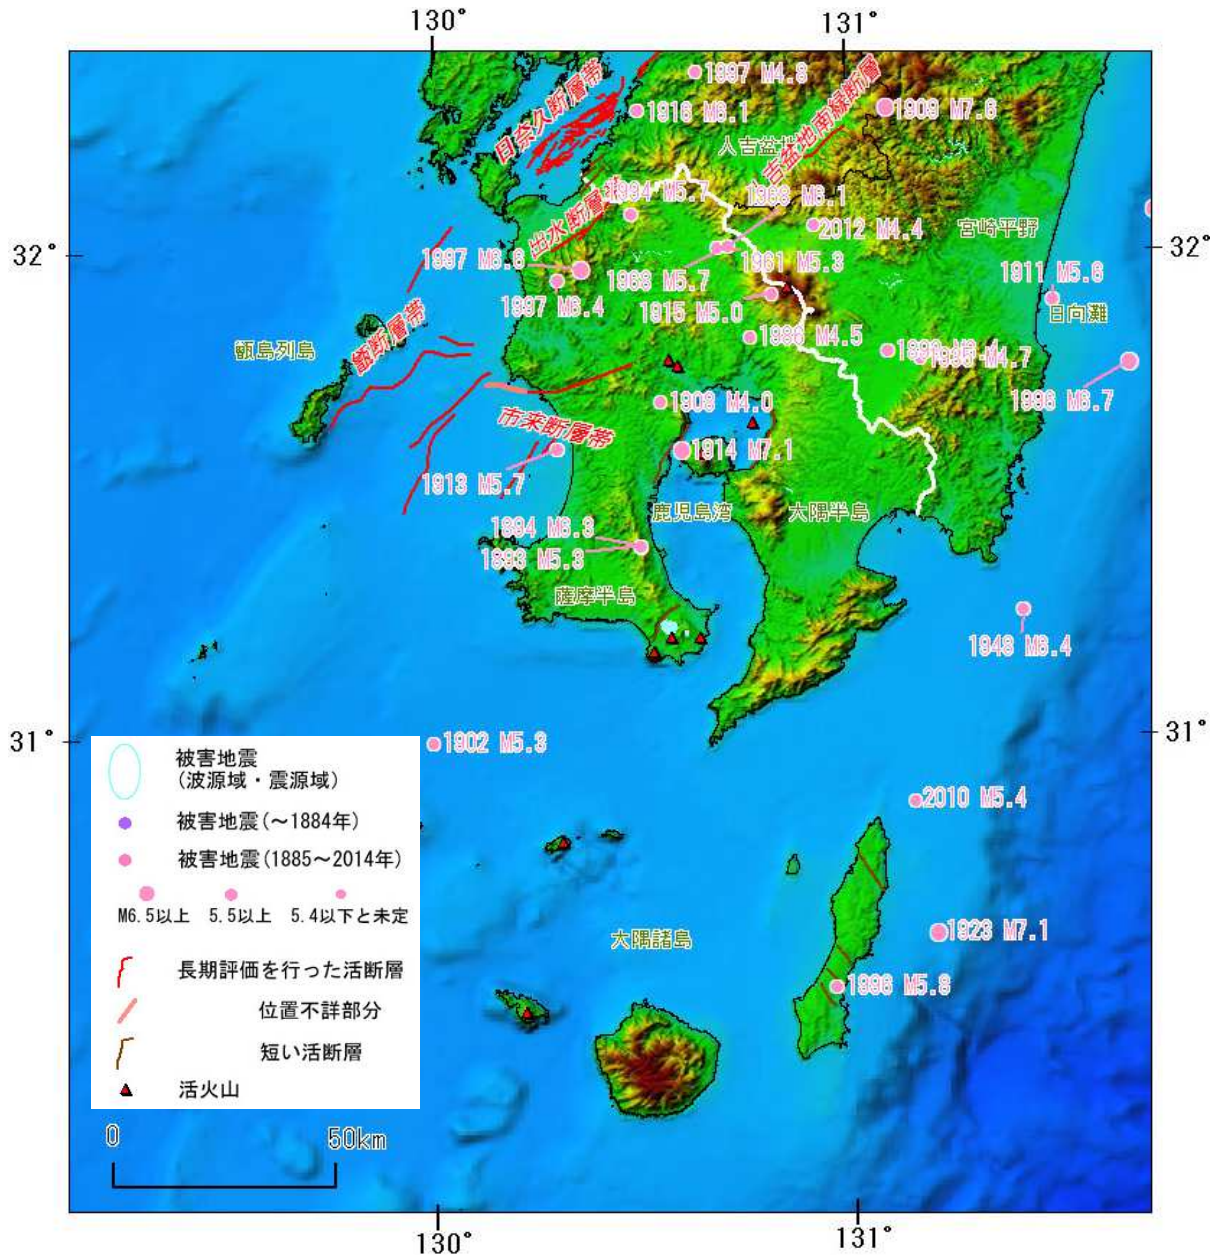 130°
131°
1997 M4.8
日奈久断層帯
1916 M6.1
1909 M7.6
人吉盆地
吉盆地南縁断層
1994 M5.7
1968 M6.1
出水断層帯
2012 M4.4
宮崎平野
32°
32°
1997 M6.6
1968 M5.7
1961 M5.3
1911 M5.6
1997 M6.4
1915 M5.0
日向灘
甑断層帯
甑島列島
1986 M4.5
M4.7
1996 M6.7
1908 M4.0
市来断層帯
1914 M7.1
1913 M5.7
鹿児島湾
大隅半島
1894 M6.3
1893 M5.3
薩摩半島
1948 M6.4
31°
31°
1902 M5.3
被害地震
(波源域・震源域)
被害地震(～1884年)
被害地震(1885～2014年)
M6.5以上 5.5以上 5.4以下と未定
長期評価を行った活断層
位置不詳部分
短い活断層
活火山
2010 M5.4
1923 M7.1
大隅諸島
1996 M5.8
0 50km
130°
131°